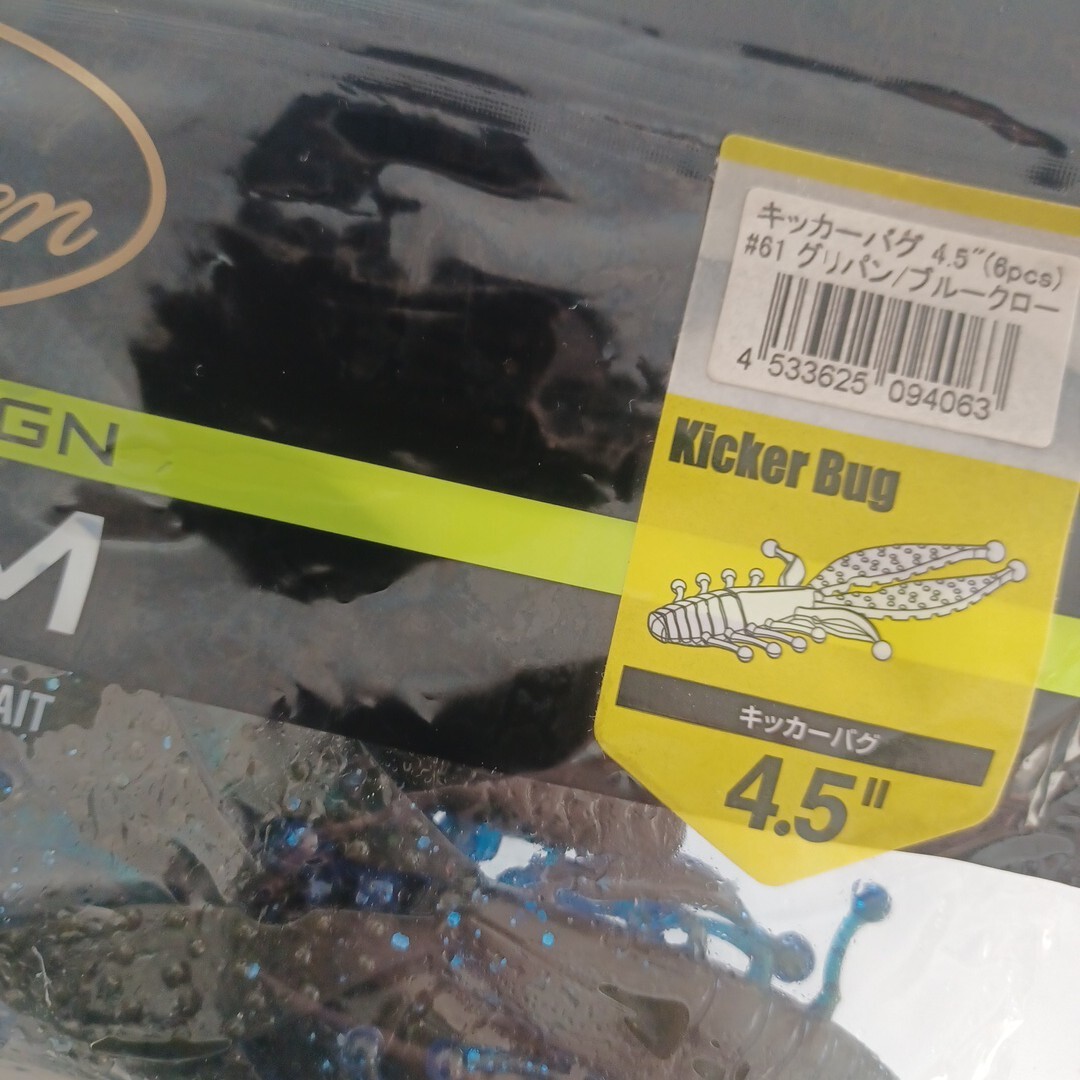 en
キッカーバグ 4.5"(6pcs)
#61 グリパン/ブルークロー
4 533625 094063
GN
Kicker Bug
M
AIT
キッカーバグ
4.5"